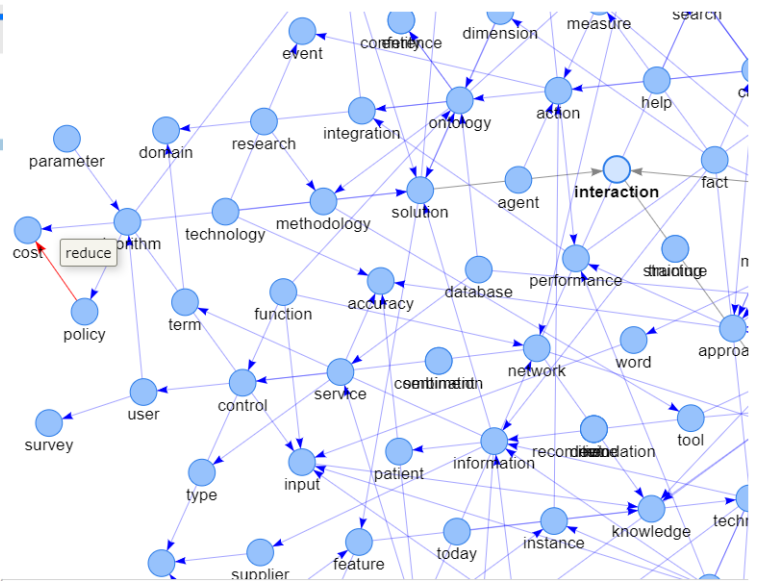 search
measure
dimension
event
action
help
ontology
integration
research
domain
parameter
fact
agent
interaction
solution
methodology
technology
cost
reduce
policy
term
function
accuracy
database
performance
structure
word
network
service
control
user
survey
tool
information
patient
input
type
knowledge
instance
today
feature
supplier